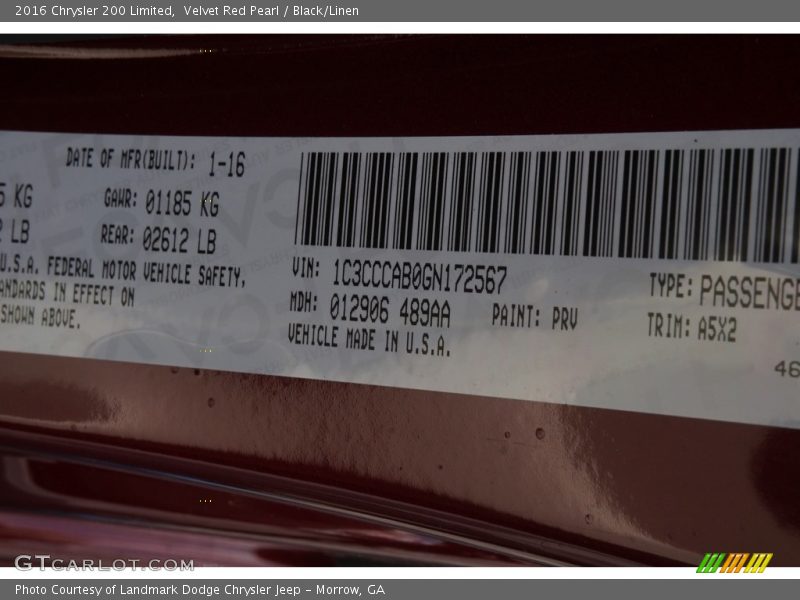 2016 Chrysler 200 Limited, Velvet Red Pearl / Black/Linen
DATE OF MFR(BUILT): 1-16
KG GAWR: 01185 KG
LB REAR: 02612 LB
U.S.A. FEDERAL MOTOR VEHICLE SAFETY.
IN EFFECT ON
SHOWN ABOVE.
VIN: 1C3CCCAB0GN172567
MDH: 012906 489AA PAINT: PRV
VEHICLE MADE IN U.S.A.
TYPE: PASSENGE
TRIM: A5X2
46
GTCARLOT.COM
Photo Courtesy of Landmark Dodge Chrysler Jeep - Morrow, GA